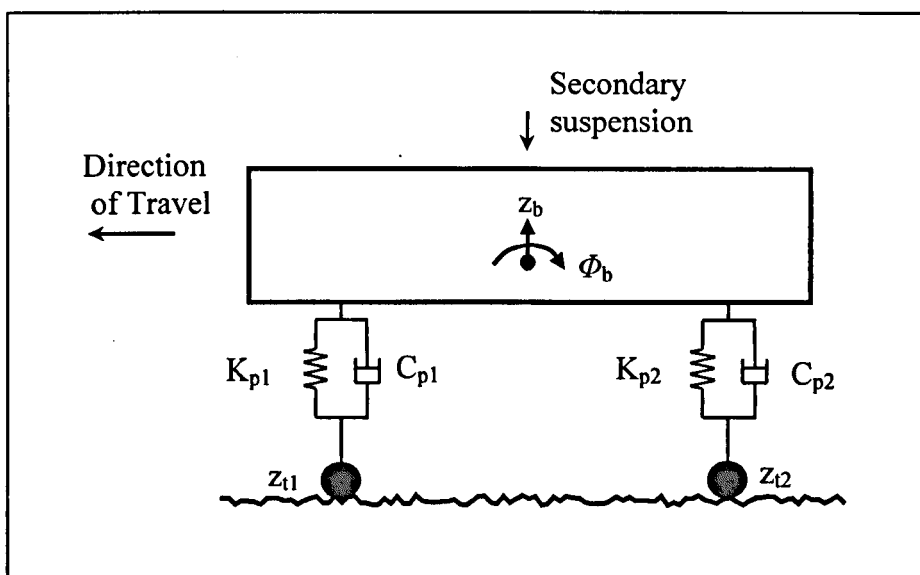 Secondary
suspension
Direction
of Travel
z_b
Φ_b
K_p1
C_p1
K_p2
C_p2
z_t1
z_t2